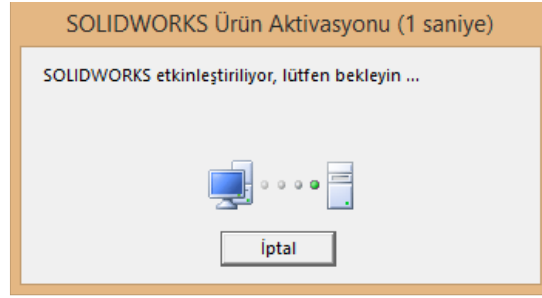 SOLIDWORKS Ürün Aktivasyonu (1 saniye)
SOLIDWORKS etkinleştiriliyor, lütfen bekleyin ...
İptal